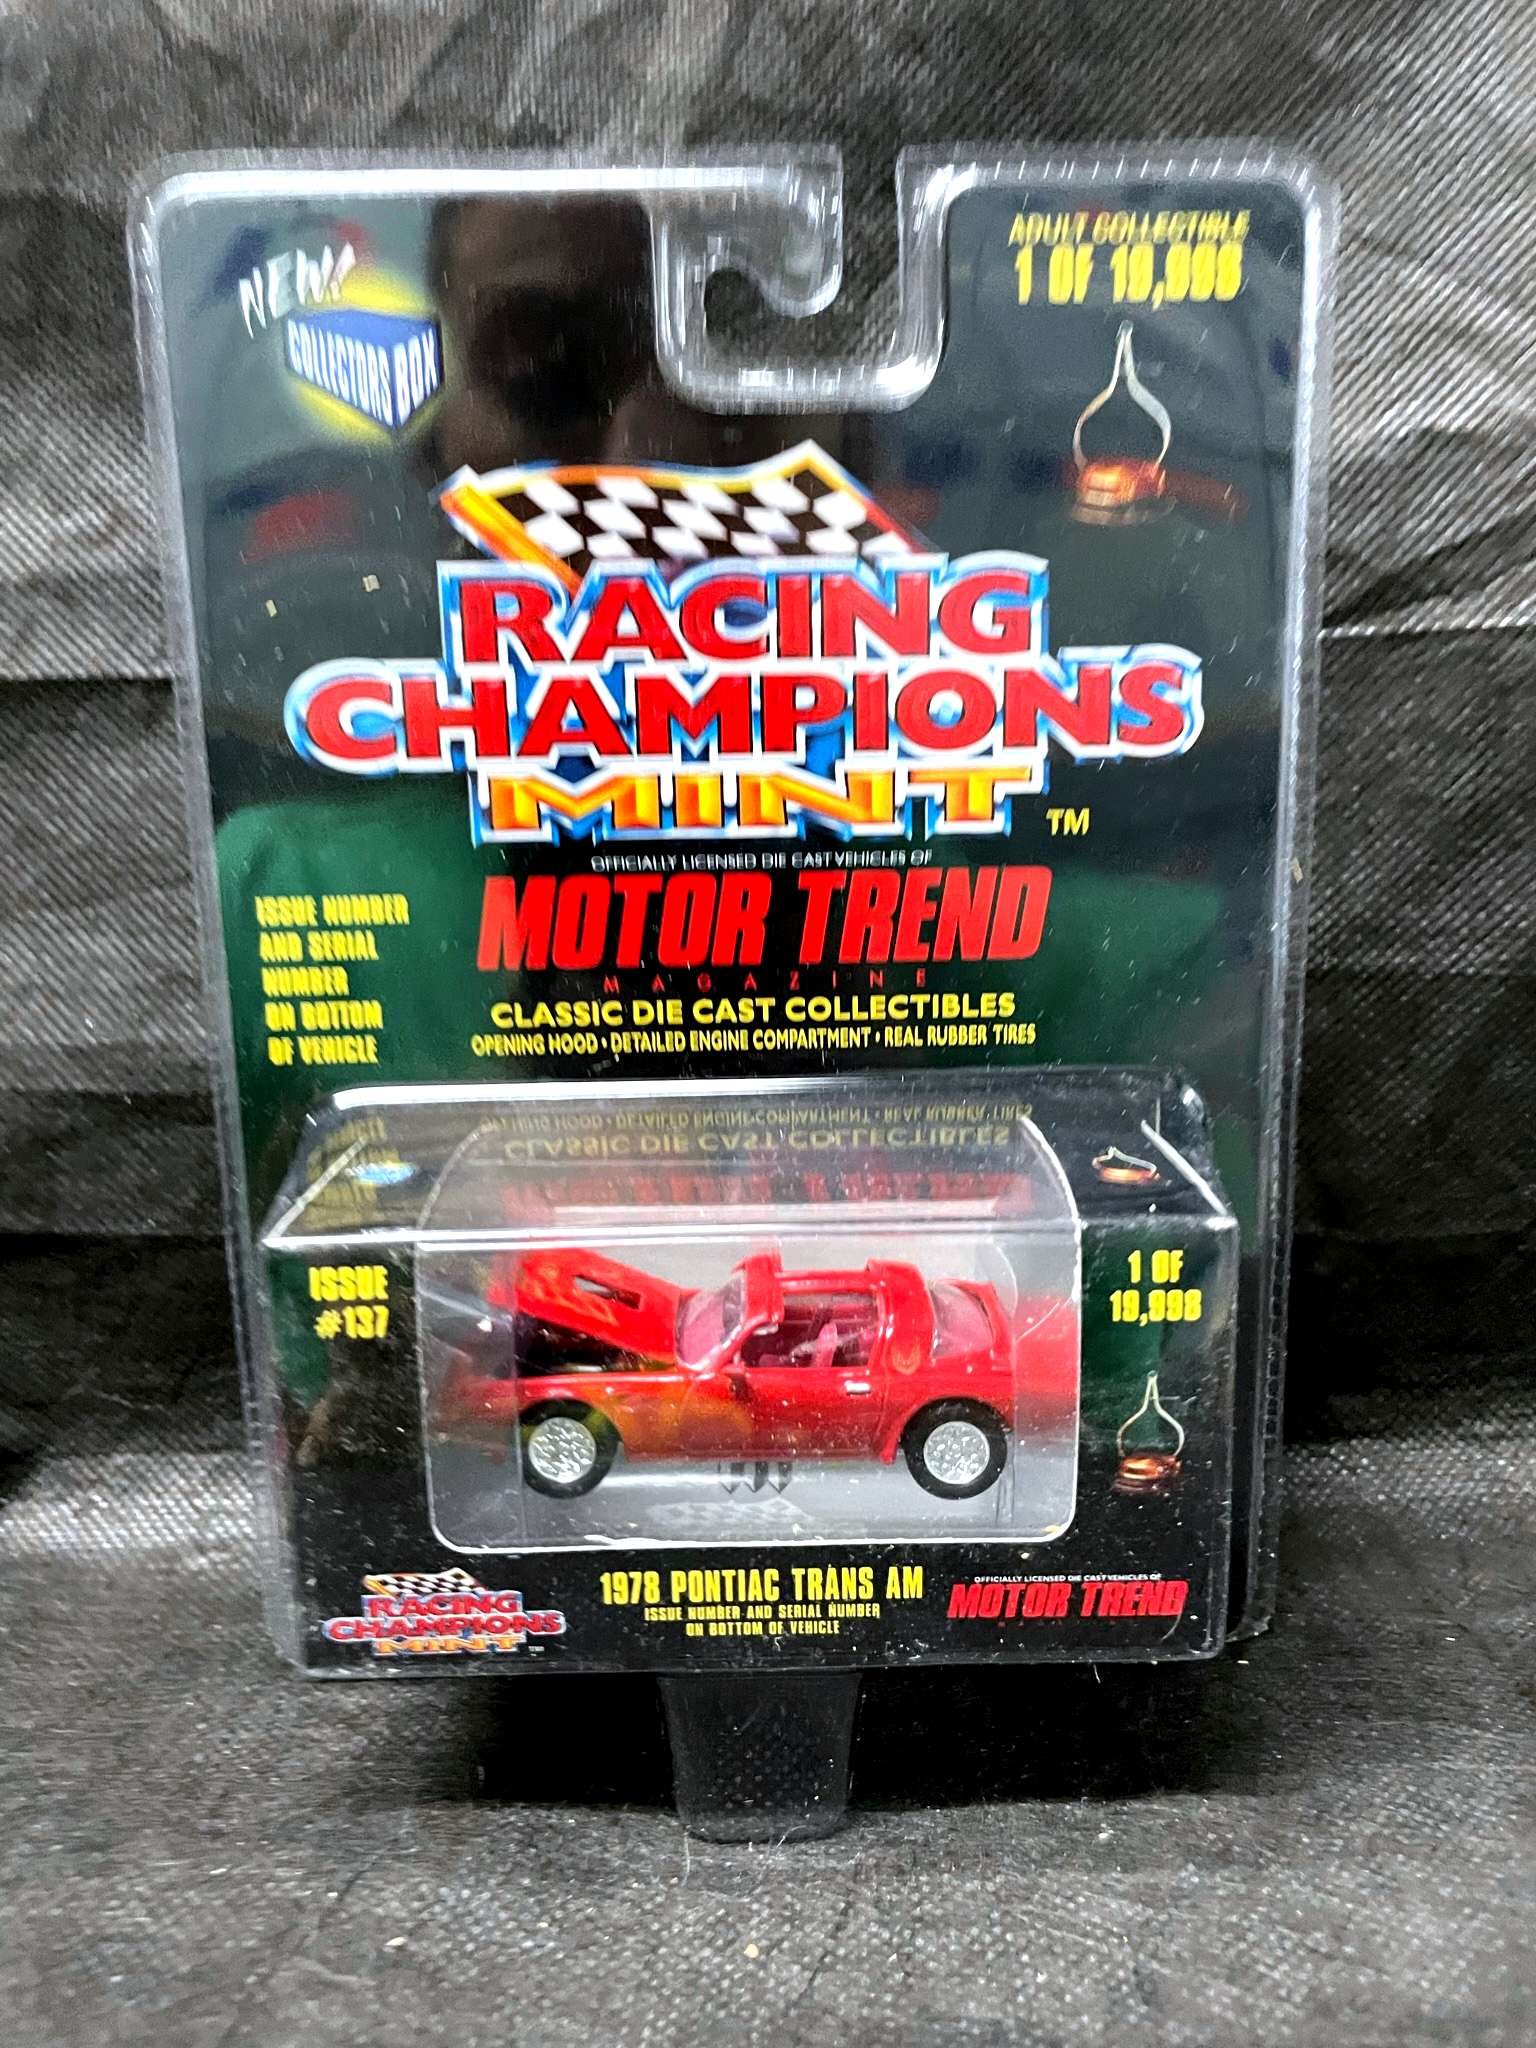 NEW!
COLLECTORS BOX
ADULT COLLECTIBLE
1 OF 19,998
RACING
CHAMPIONS
MINT TM
OFFICIALLY LICENSED DIE CAST VEHICLES OF
MOTOR TREND
MAGAZINE
CLASSIC DIE CAST COLLECTIBLES
OPENING HOOD • DETAILED ENGINE COMPARTMENT • REAL RUBBER TIRES
ISSUE NUMBER
AND SERIAL
NUMBER
ON BOTTOM
OF VEHICLE
ISSUE
#137
1 OF
19,998
RACING
CHAMPIONS
MINT
1978 PONTIAC TRANS AM
ISSUE NUMBER AND SERIAL NUMBER
ON BOTTOM OF VEHICLE
OFFICIALLY LICENSED DIE CAST VEHICLES OF
MOTOR TREND